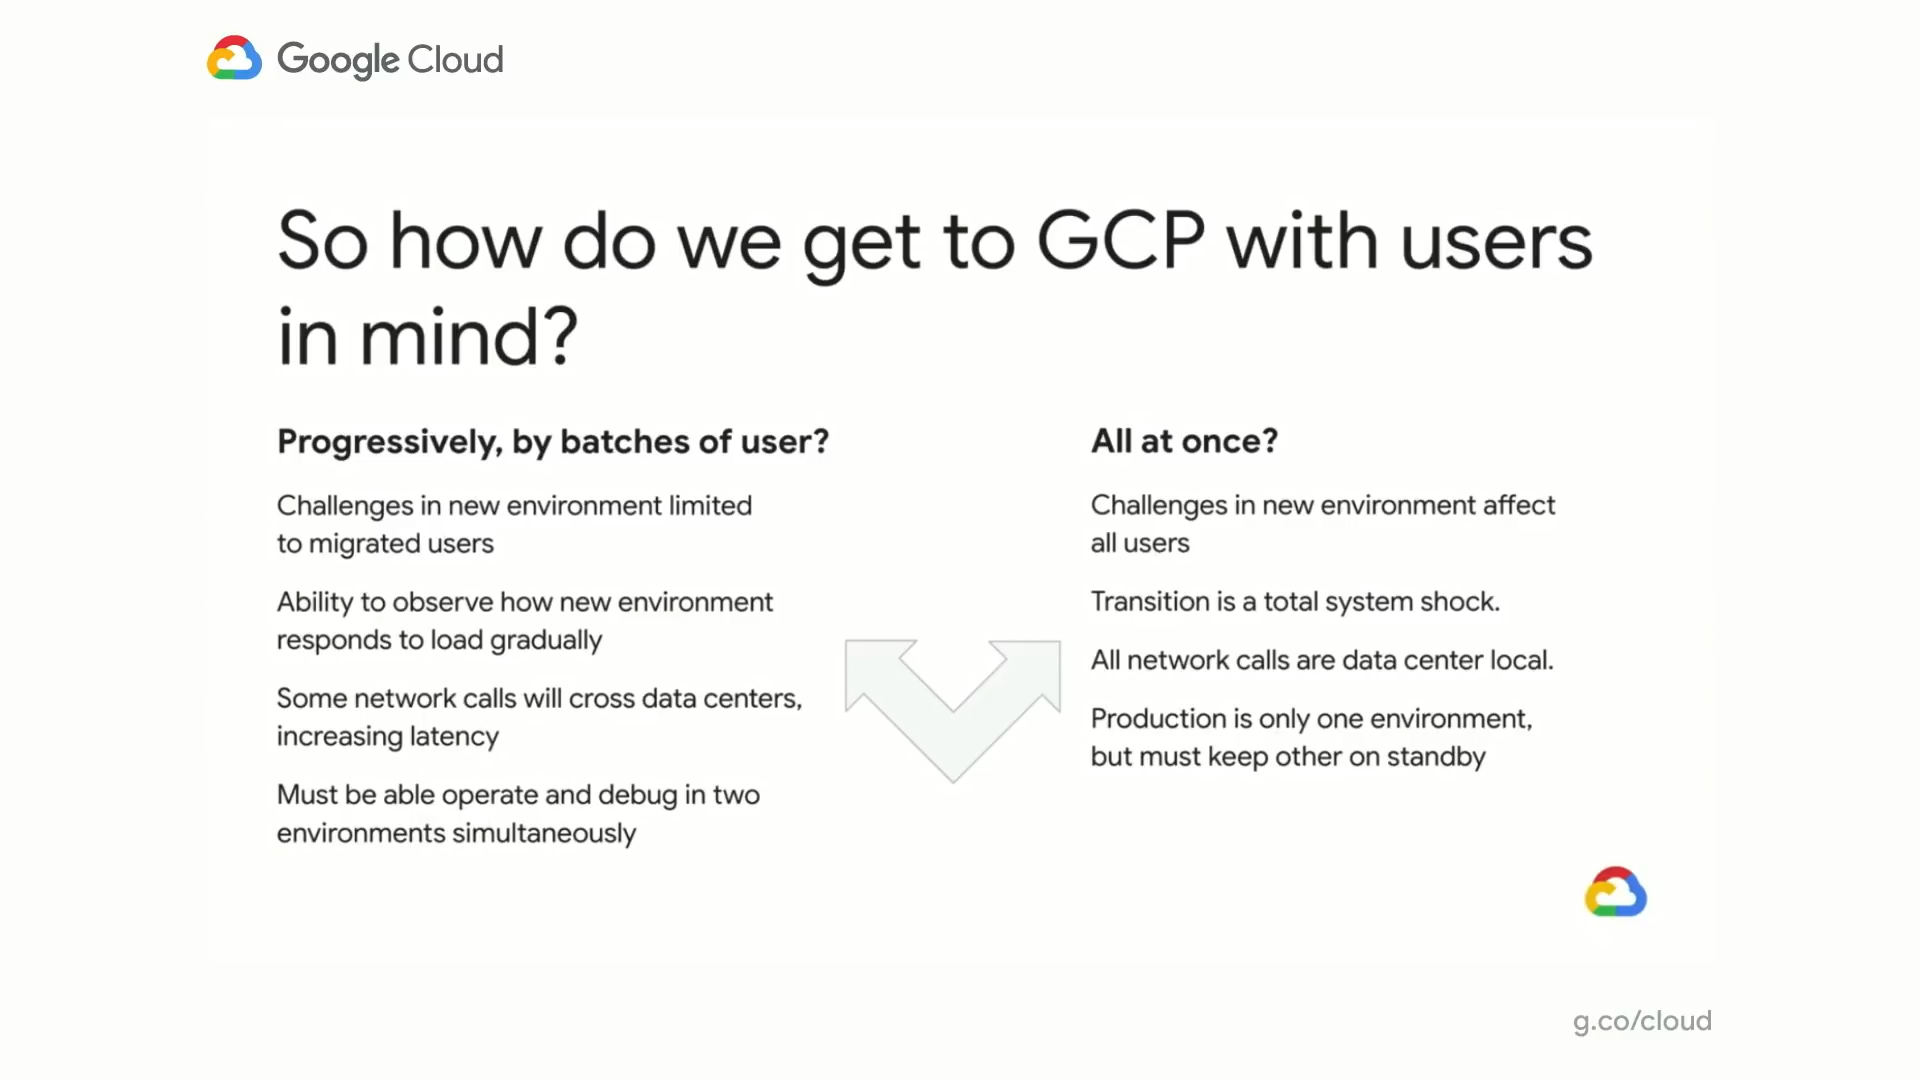 Google Cloud
So how do we get to GCP with users
in mind?
Progressively, by batches of user?
Challenges in new environment limited
to migrated users
Ability to observe how new environment
responds to load gradually
Some network calls will cross data centers,
increasing latency
Must be able operate and debug in two
environments simultaneously
All at once?
Challenges in new environment affect
all users
Transition is a total system shock.
All network calls are data center local.
Production is only one environment,
but must keep other on standby
g.co/cloud